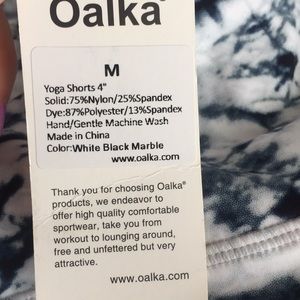 Oalka®
M
Yoga Shorts 4"
Solid:75%Nylon/25%Spandex
Dye:87%Polyester/13%Spandex
Hand/Gentle Machine Wash
Made in China
Color:White Black Marble
www.oalka.com
Thank you for choosing Oalka®
products, we endeavor to
offer high quality comfortable
sportwear, take you from
workout to lounging around,
free and unfettered but very
attractive.
www.oalka.com